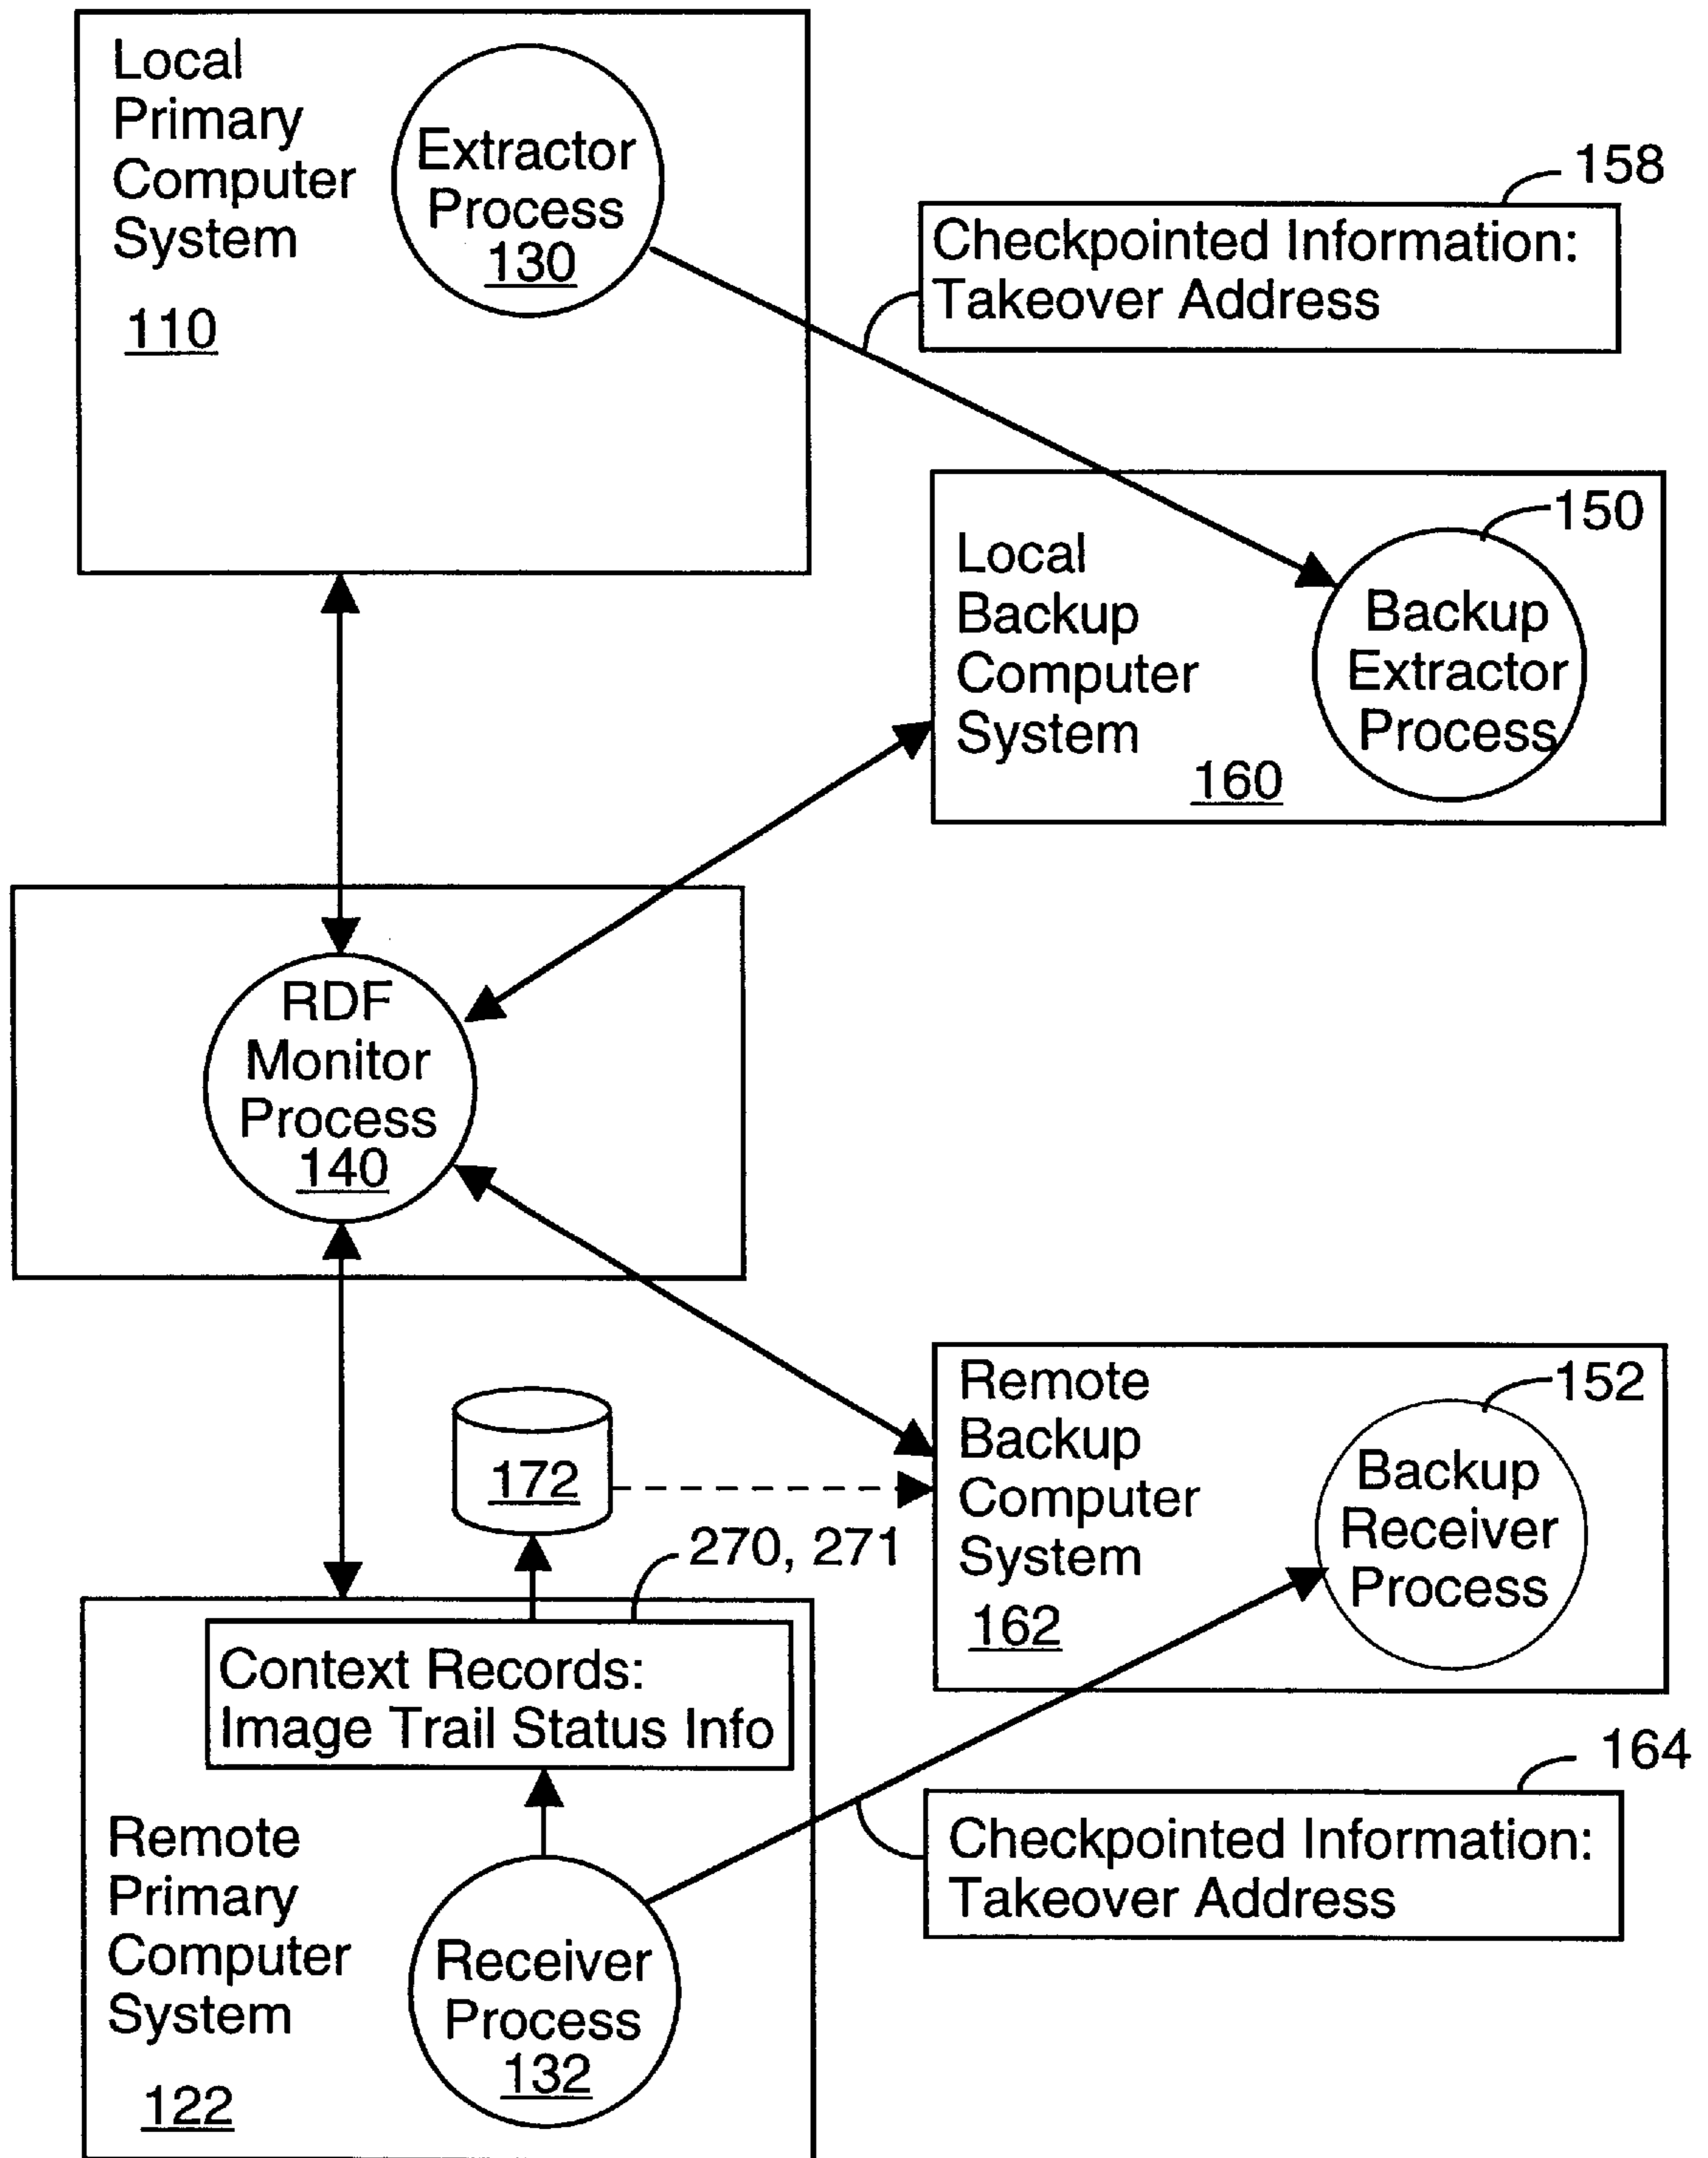 Local
Primary
Computer
System
110
Extractor
Process
130
158
Checkpointed Information:
Takeover Address
150
Local
Backup
Computer
System
160
Backup
Extractor
Process
RDF
Monitor
Process
140
172
270, 271
Remote
Backup
Computer
System
162
152
Backup
Receiver
Process
Context Records:
Image Trail Status Info
164
Checkpointed Information:
Takeover Address
Remote
Primary
Computer
System
122
Receiver
Process
132